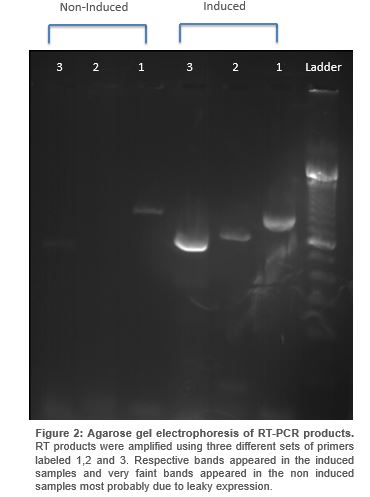 Non-Induced Induced
3 2 1 3 2 1 Ladder
Figure 2: Agarose gel electrophoresis of RT-PCR products.
RT products were amplified using three different sets of primers
labeled 1,2 and 3. Respective bands appeared in the induced
samples and very faint bands appeared in the non induced
samples most probably due to leaky expression.